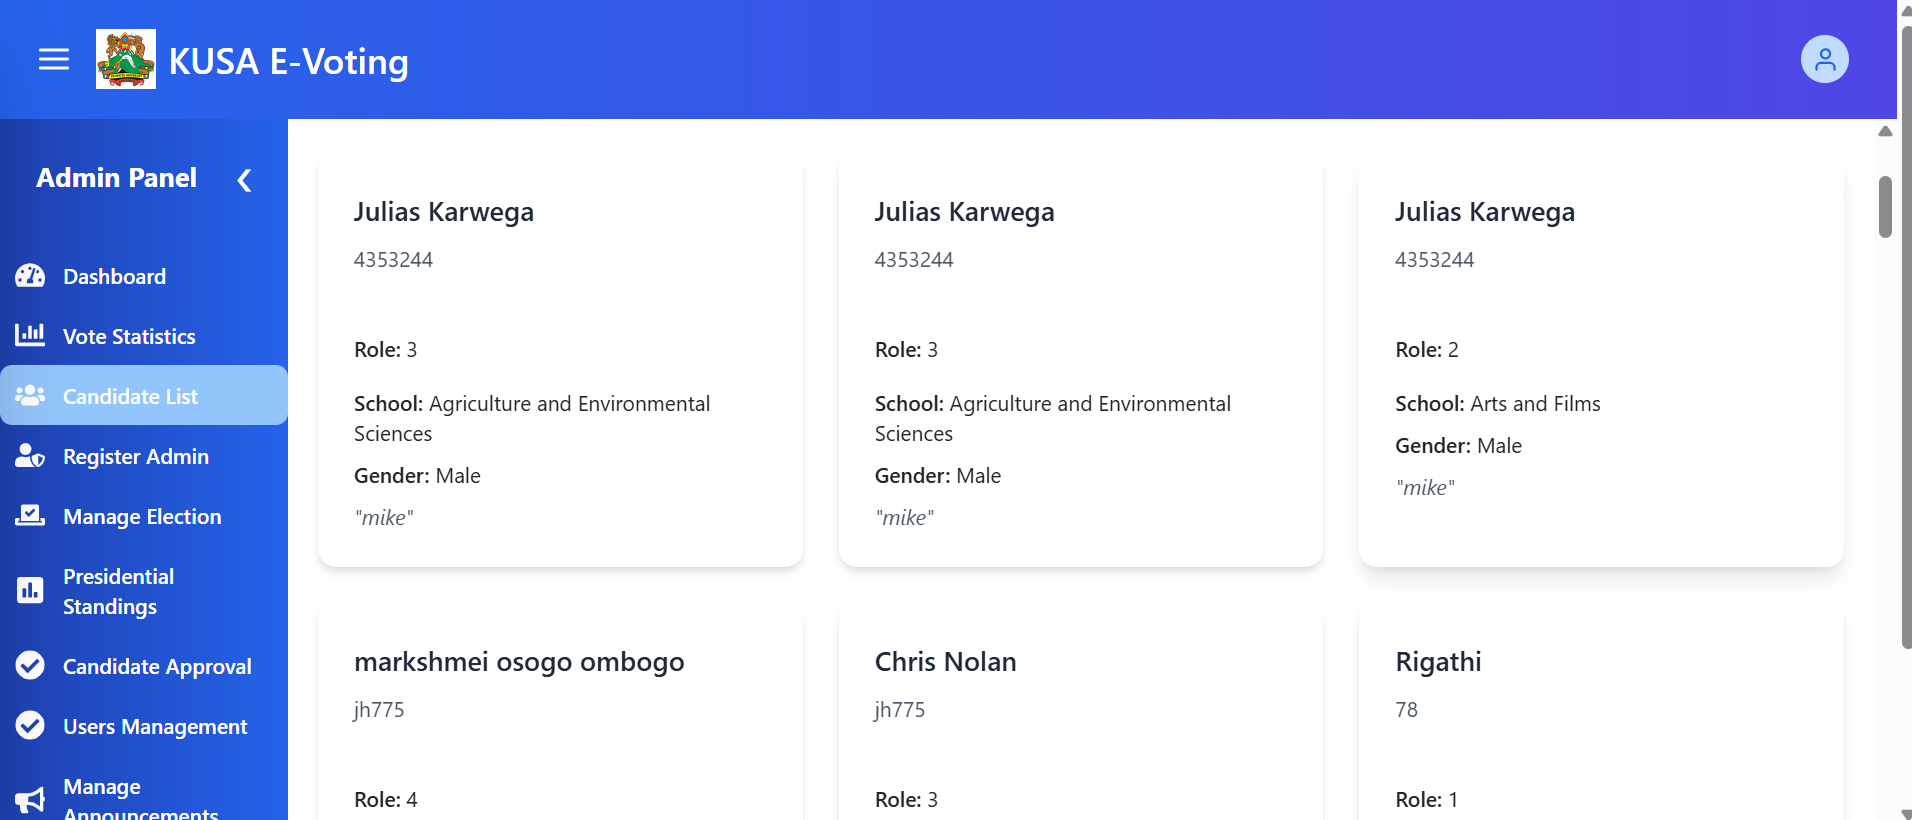 KUSA E-Voting
Admin Panel
Dashboard
Vote Statistics
Candidate List
Register Admin
Manage Election
Presidential
Standings
Candidate Approval
Users Management
Manage
Announcements
Julias Karwega
4353244
Role: 3
School: Agriculture and Environmental
Sciences
Gender: Male
"mike"
Julias Karwega
4353244
Role: 3
School: Agriculture and Environmental
Sciences
Gender: Male
"mike"
Julias Karwega
4353244
Role: 2
School: Arts and Films
Gender: Male
"mike"
markshmei osogo ombogo
jh775
Role: 4
Chris Nolan
jh775
Role: 3
Rigathi
78
Role: 1